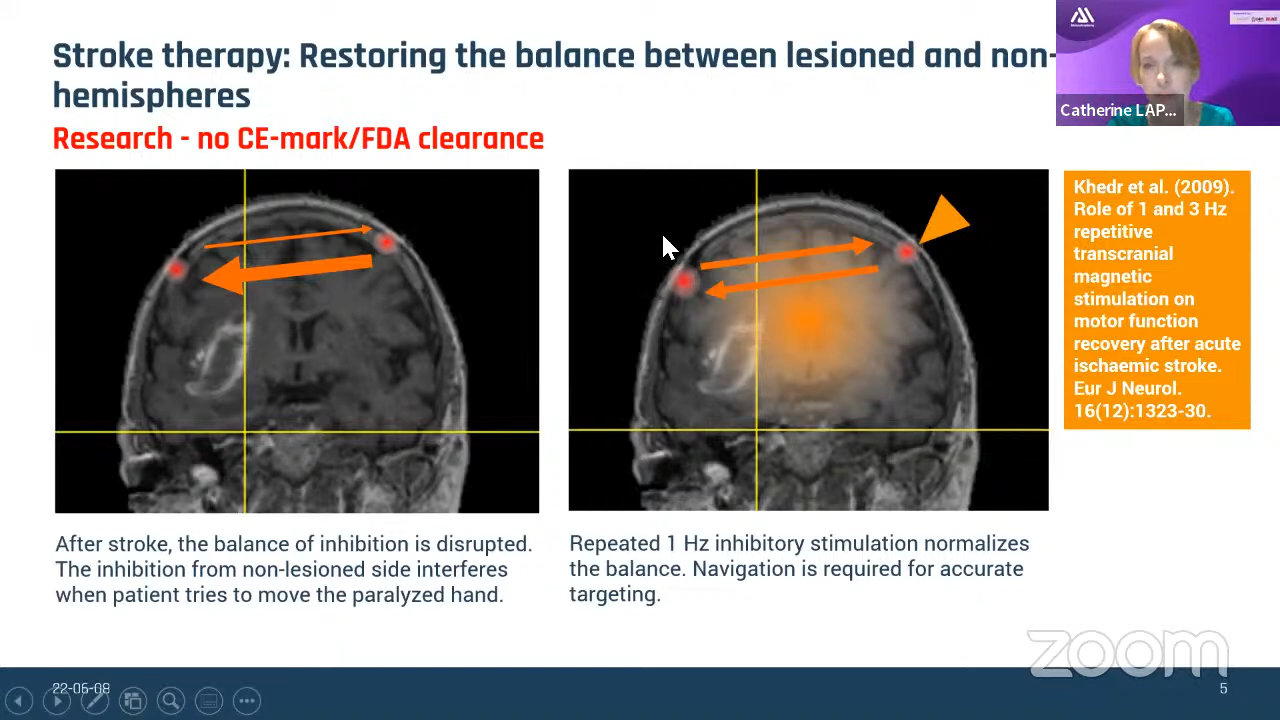 Stroke therapy: Restoring the balance between lesioned and non-
hemispheres
Research - no CE-mark/FDA clearance
Catherine LAP...
Khedr et al. (2009).
Role of 1 and 3 Hz
repetitive
transcranial
magnetic
stimulation on
motor function
recovery after acute
ischaemic stroke.
Eur J Neurol.
16(12):1323-30.
After stroke, the balance of inhibition is disrupted.
The inhibition from non-lesioned side interferes
when patient tries to move the paralyzed hand.
Repeated 1 Hz inhibitory stimulation normalizes
the balance. Navigation is required for accurate
targeting.
zoom
22-06-08
5